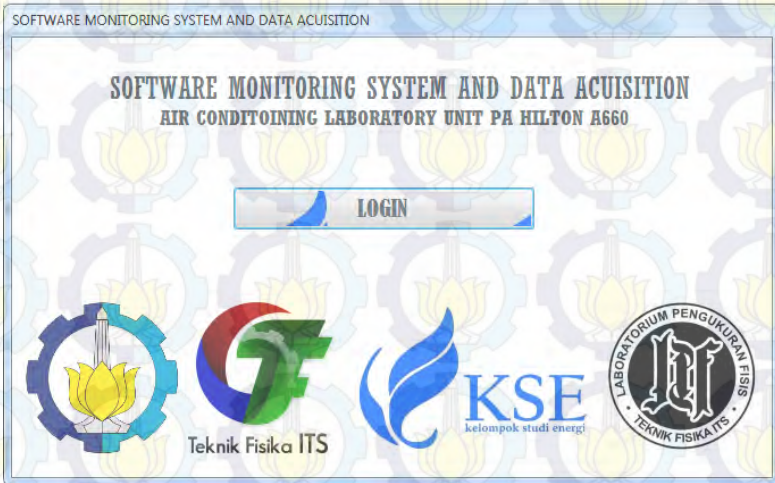 SOFTWARE MONITORING SYSTEM AND DATA ACUISITION
SOFTWARE MONITORING SYSTEM AND DATA ACUISITION
AIR CONDITOINING LABORATORY UNIT PA HILTON A660
LOGIN
Teknik Fisika ITS
KSE
kelompok studi energi
LABORATORIUM PENGUKURAN FISIS
TEKNIK FISIKA ITS